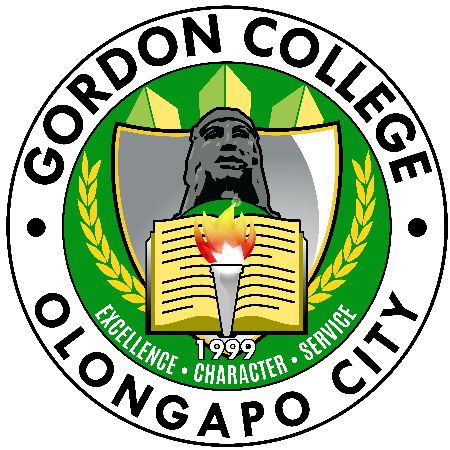 GORDON COLLEGE
1999
EXCELLENCE • CHARACTER • SERVICE
OLONGAPO CITY